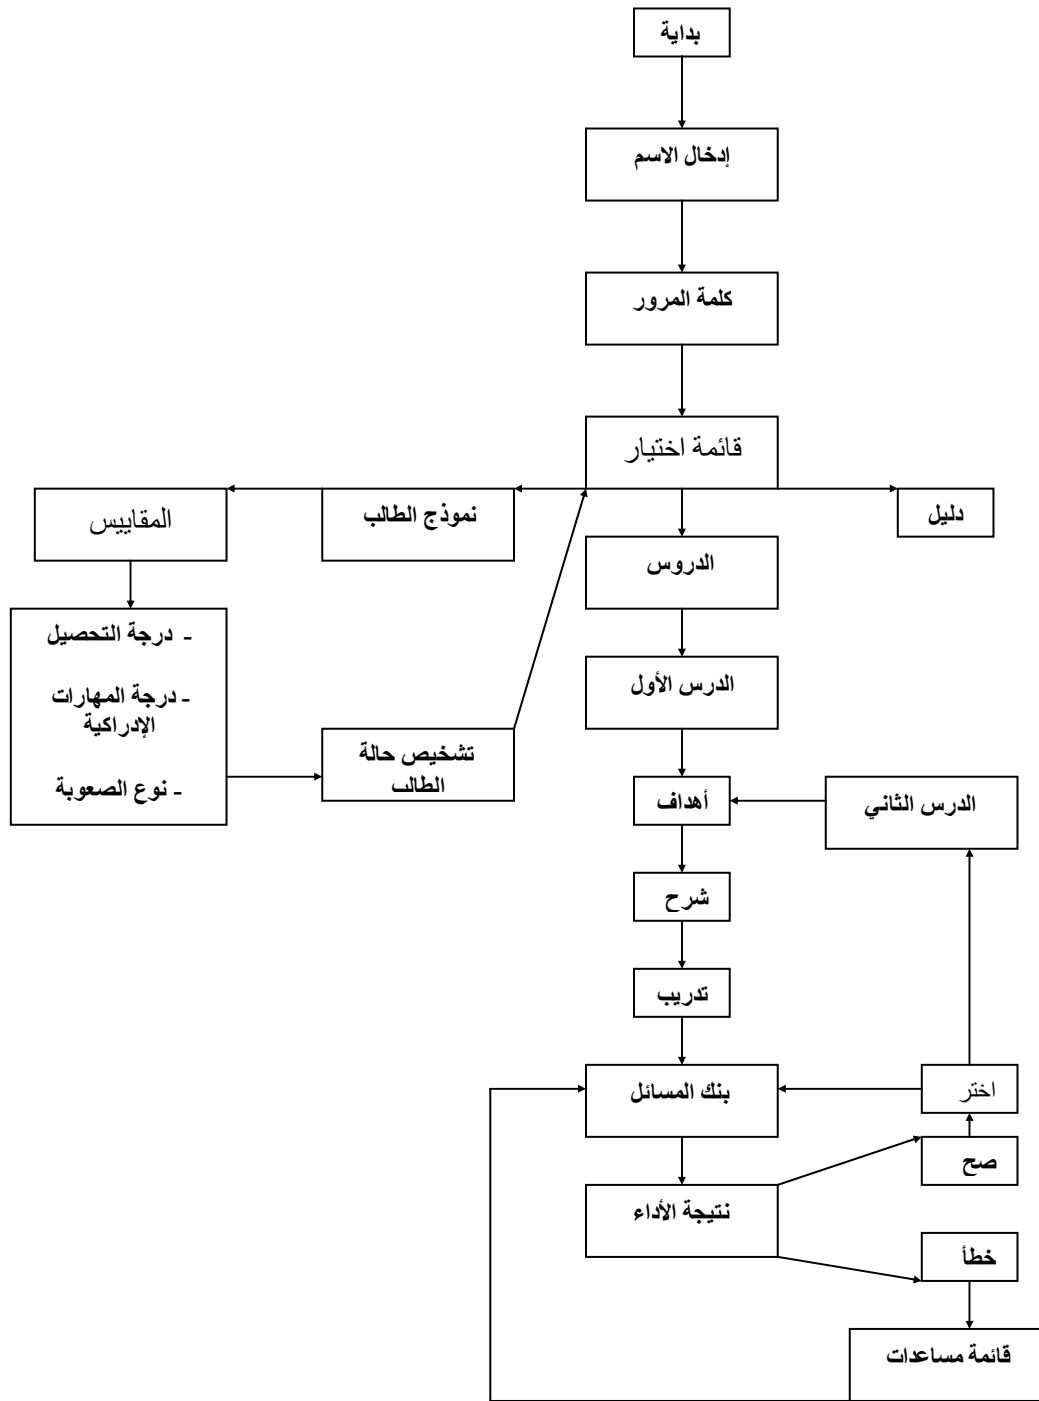 بداية
إدخال الاسم
كلمة المرور
قائمة اختيار
دليل
نموذج الطالب
المقاييس
الدروس
- درجة التحصيل
- درجة المهارات
الإدراكية
- نوع الصعوبة
تشخيص حالة
الطالب
الدرس الأول
أهداف
الدرس الثاني
شرح
تدريب
بنك المسائل
اختر
صح
نتيجة الأداء
خطأ
قائمة مساعدات